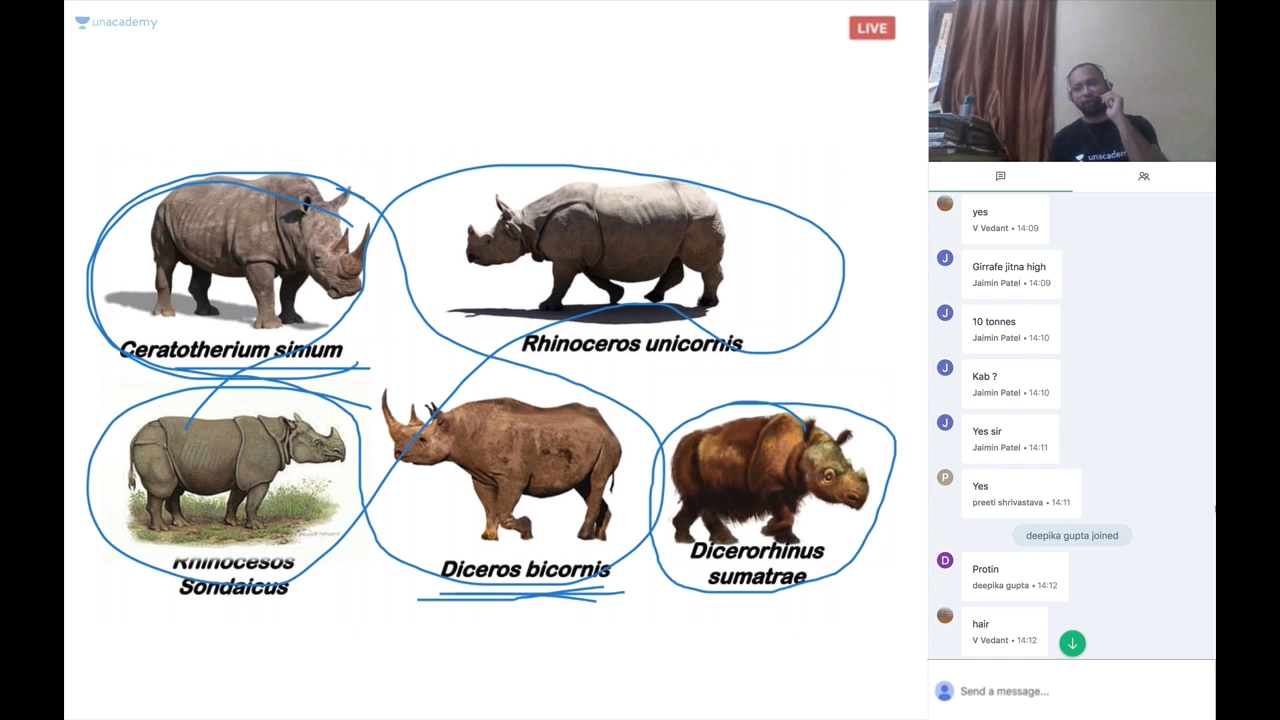 unacademy
LIVE
Ceratotherium simum
Rhinoceros unicornis
Rhinocesos
Sondaicus
Diceros bicornis
Dicerorhinus
sumatrae
unacademy
yes
V Vedant • 14:09
J
Girrafe jitna high
Jaimin Patel • 14:09
J
10 tonnes
Jaimin Patel • 14:10
J
Kab ?
Jaimin Patel • 14:10
J
Yes sir
Jaimin Patel • 14:11
P
Yes
preeti shrivastava • 14:11
deepika gupta joined
D
Protin
deepika gupta • 14:12
hair
V Vedant • 14:12
Send a message...